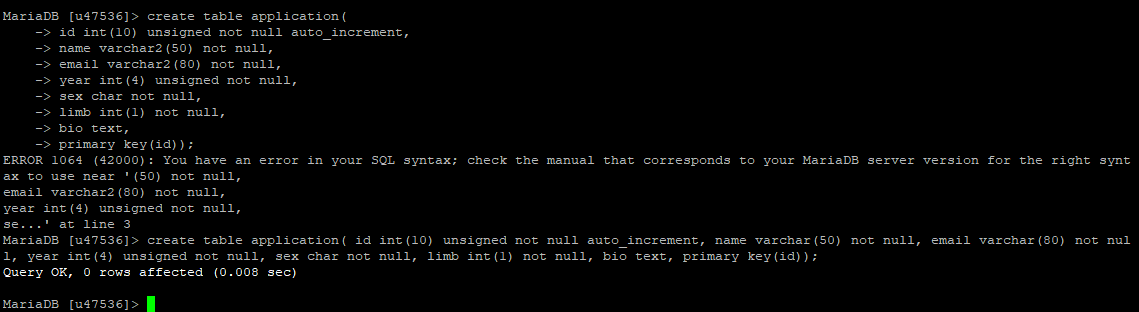 MariaDB [u47536]> create table application(
    -> id int(10) unsigned not null auto_increment,
    -> name varchar2(50) not null,
    -> email varchar2(80) not null,
    -> year int(4) unsigned not null,
    -> sex char not null,
    -> limb int(1) not null,
    -> bio text,
    -> primary key(id));
ERROR 1064 (42000): You have an error in your SQL syntax; check the manual that corresponds to your MariaDB server version for the right synt
ax to use near '(50) not null,
email varchar2(80) not null,
year int(4) unsigned not null,
se...' at line 3
MariaDB [u47536]> create table application( id int(10) unsigned not null auto_increment, name varchar(50) not null, email varchar(80) not nul
l, year int(4) unsigned not null, sex char not null, limb int(1) not null, bio text, primary key(id));
Query OK, 0 rows affected (0.008 sec)
MariaDB [u47536]>